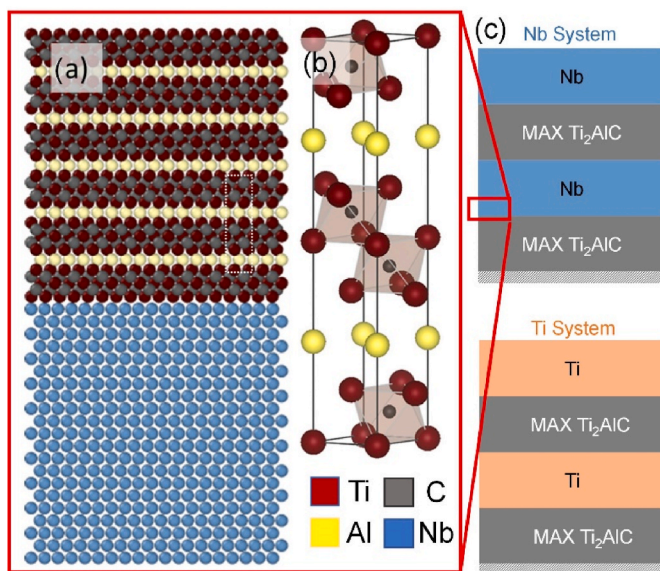 (a)
(b)
Ti
C
Al
Nb
(c)
Nb System
Nb
MAX Ti₂AlC
Nb
MAX Ti₂AlC
Ti System
Ti
MAX Ti₂AlC
Ti
MAX Ti₂AlC